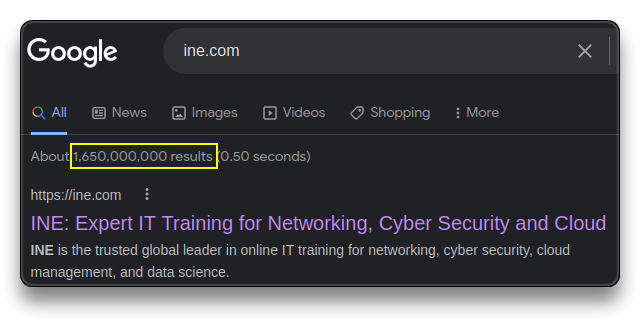 Google ine.com
All News Images Videos Shopping More
About 1,650,000,000 results (0.50 seconds)
https://ine.com
INE: Expert IT Training for Networking, Cyber Security and Cloud
INE is the trusted global leader in online IT training for networking, cyber security, cloud
management, and data science.